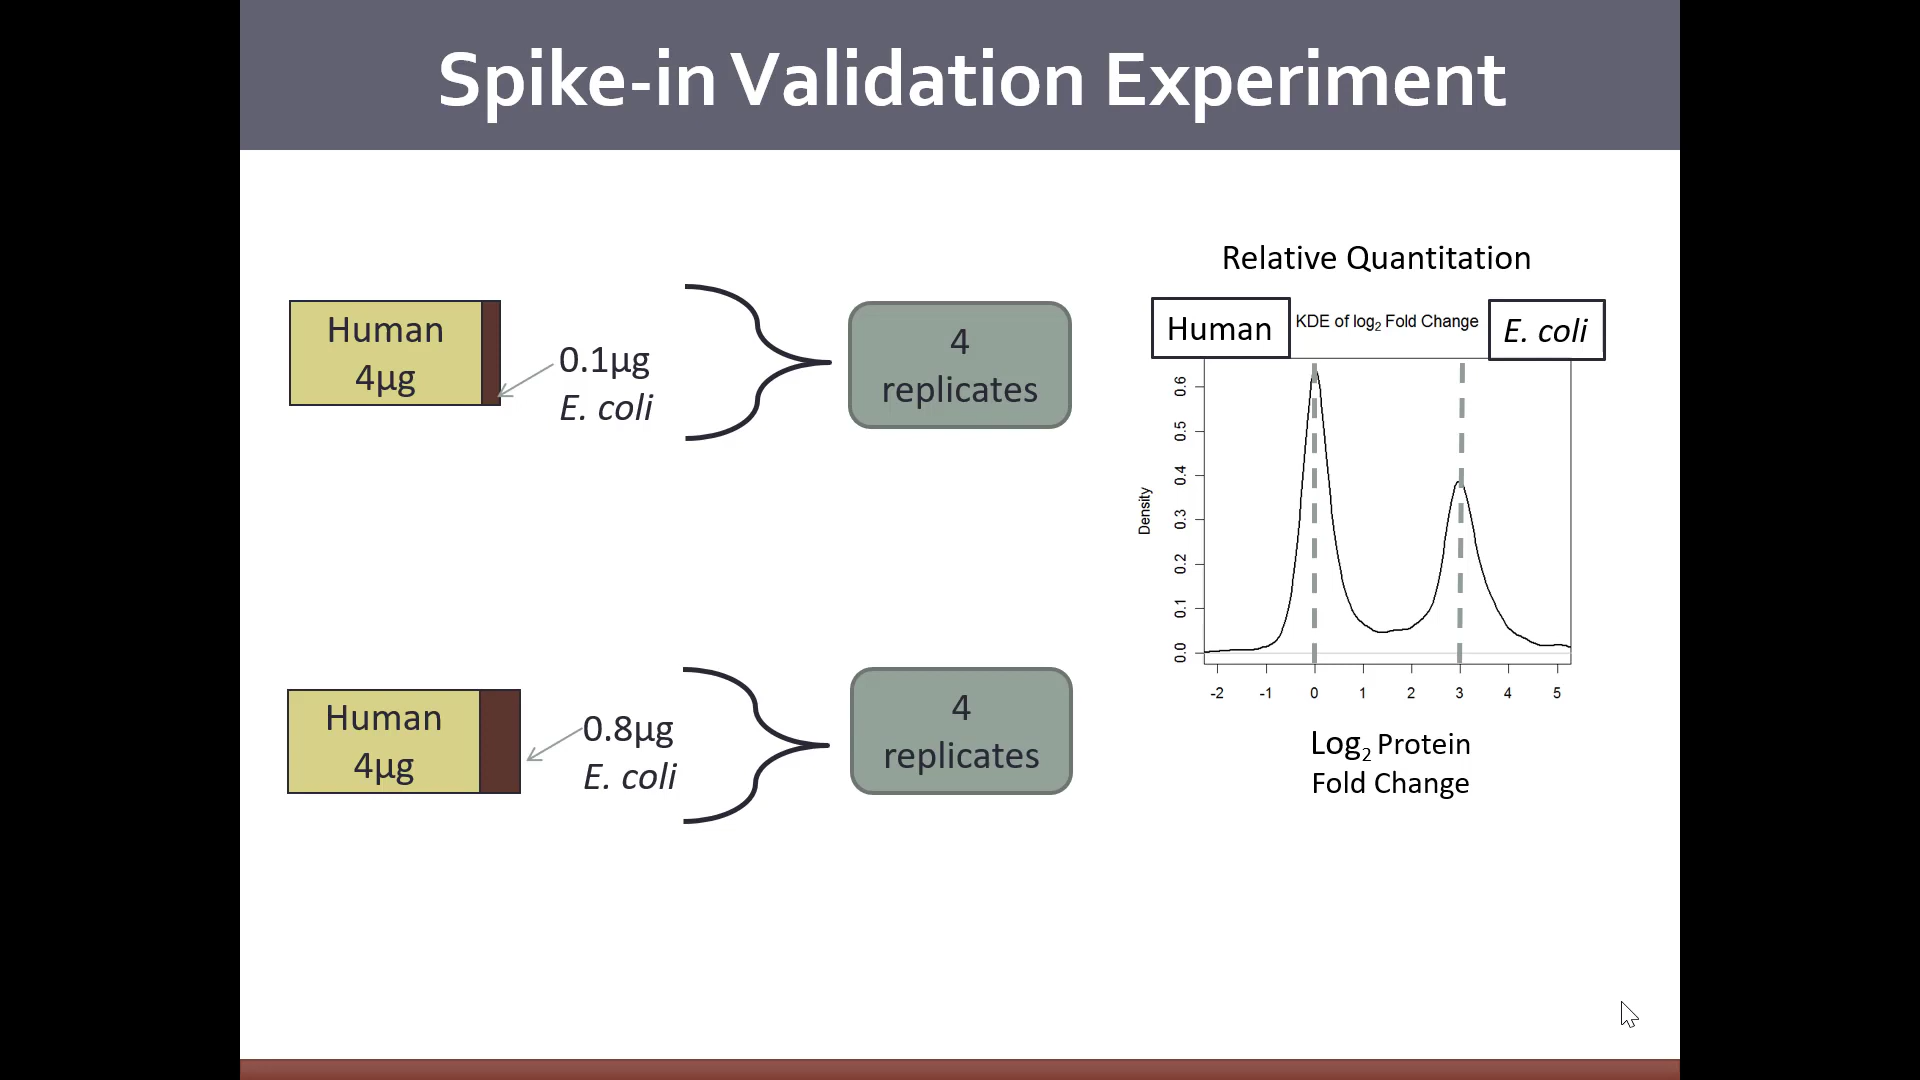 Spike-in Validation Experiment
Human
4µg
0.1µg
E. coli
4
replicates
Human
4µg
0.8µg
E. coli
4
replicates
Relative Quantitation
Human
KDE of log2 Fold Change
E. coli
Density
0.0 0.1 0.2 0.3 0.4 0.5 0.6
-2 -1 0 1 2 3 4 5
Log2 Protein
Fold Change